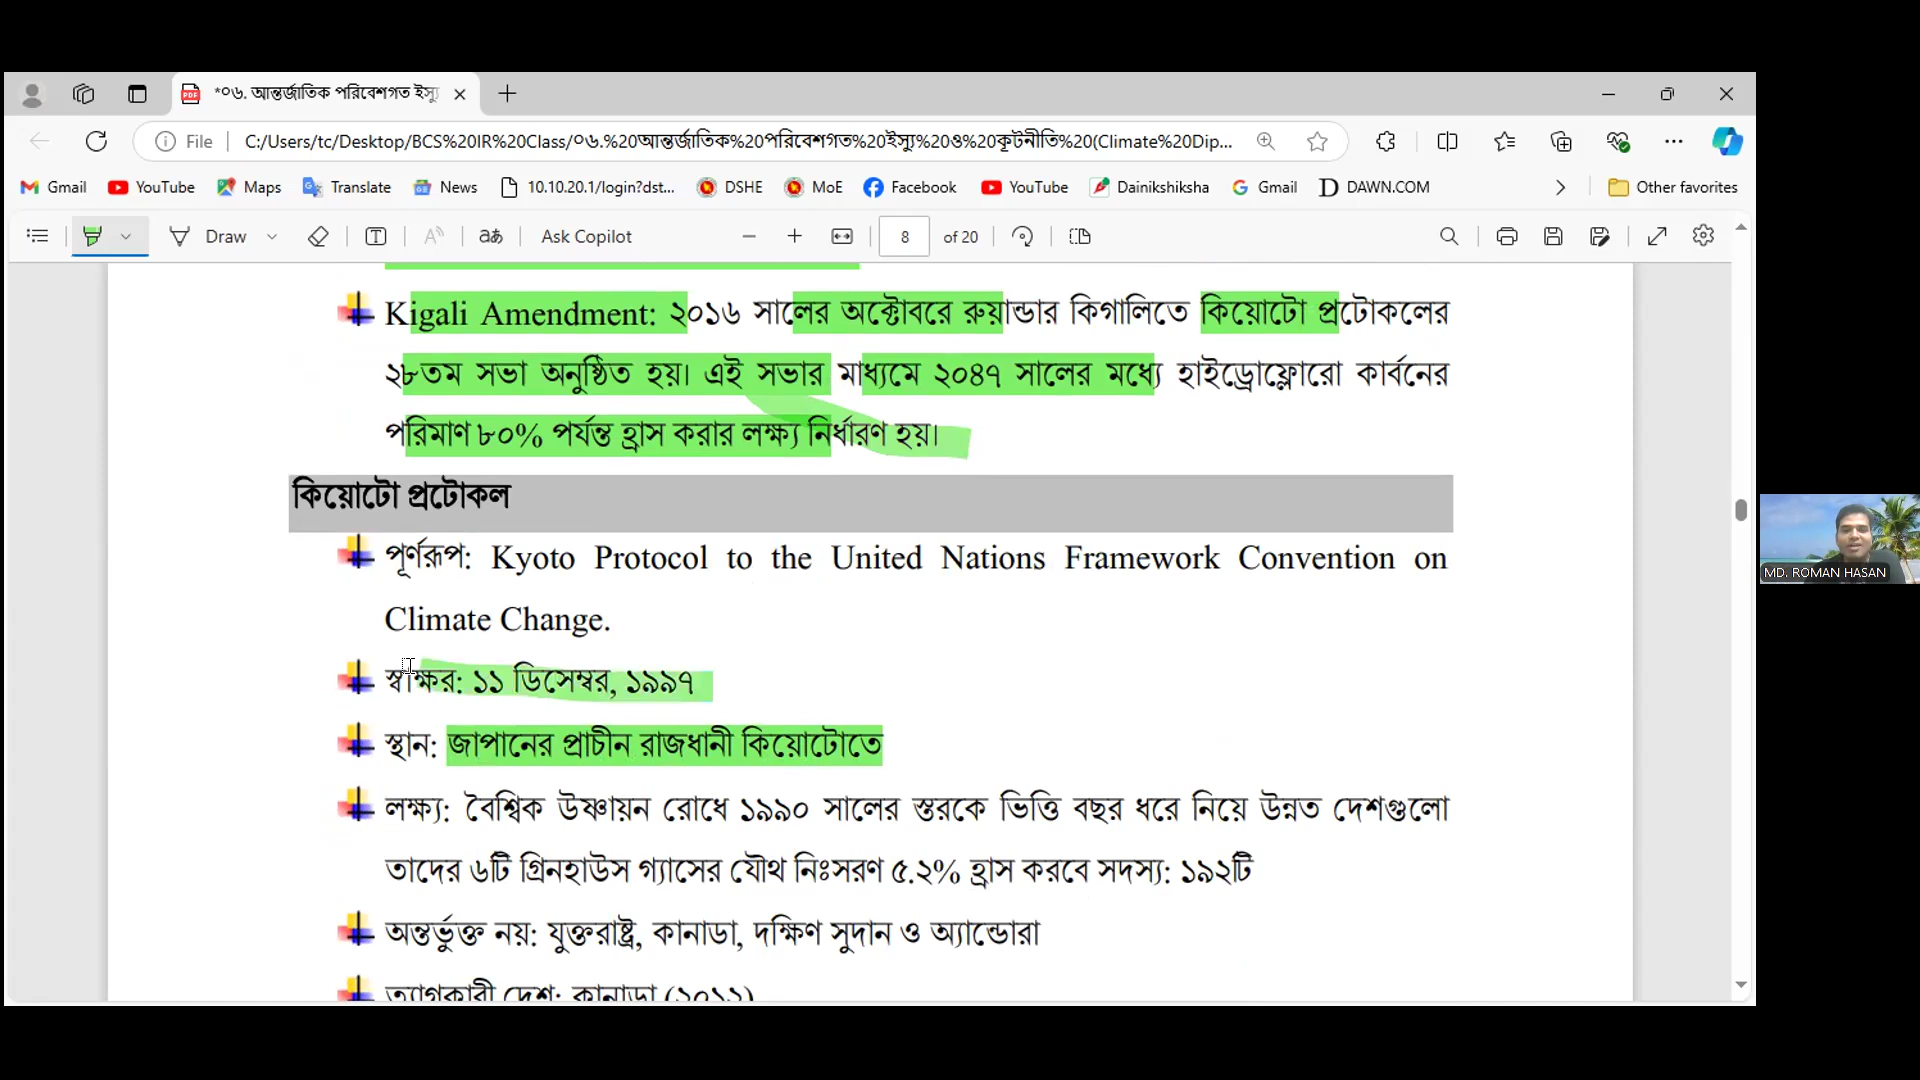 *০৬. আন্তর্জাতিক পরিবেশগত ইস্যু
File C:/Users/tc/Desktop/BCS%20IR%20Class/০৬.%20আন্তর্জাতিক%20পরিবেশগত%20ইস্যু%20ও%20কূটনীতি%20(Climate%20Dip...
Gmail YouTube Maps Translate News 10.10.20.1/login?dst... DSHE MoE Facebook YouTube Dainikshiksha Gmail DAWN.COM Other favorites
Draw Ask Copilot 8 of 20
Kigali Amendment: ২০১৬ সালের অক্টোবরে রুয়ান্ডার কিগালিতে কিয়োটো প্রটোকলের
২৮তম সভা অনুষ্ঠিত হয়। এই সভার মাধ্যমে ২০৪৭ সালের মধ্যে হাইড্রোফ্লোরো কার্বনের
পরিমাণ ৮০% পর্যন্ত হ্রাস করার লক্ষ্য নির্ধারণ হয়।
কিয়োটো প্রটোকল
পূর্ণরূপ: Kyoto Protocol to the United Nations Framework Convention on
Climate Change.
স্বাক্ষর: ১১ ডিসেম্বর, ১৯৯৭
স্থান: জাপানের প্রাচীন রাজধানী কিয়োটোতে
লক্ষ্য: বৈশ্বিক উষ্ণায়ন রোধে ১৯৯০ সালের স্তরকে ভিত্তি বছর ধরে নিয়ে উন্নত দেশগুলো
তাদের ৬টি গ্রিনহাউস গ্যাসের যৌথ নিঃসরণ ৫.২% হ্রাস করবে সদস্য: ১৯২টি
অন্তর্ভুক্ত নয়: যুক্তরাষ্ট্র, কানাডা, দক্ষিণ সুদান ও অ্যান্ডোরা
ত্যাগকারী দেশ: কানাডা (২০১২)
MD. ROMAN HASAN